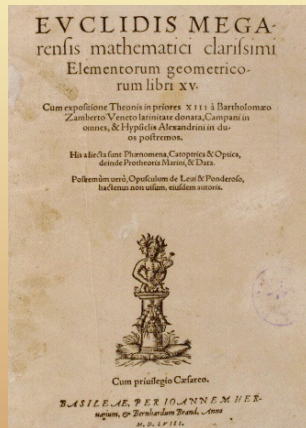 EVCLIDIS MEGA-
rensis mathematici clarissimi
Elementorum geometrico-
rum libri XV.
Cum expositione Theonis in priores XIII à Bartholomæo
Zamberto Veneto latinitate donata, Campani in
omnes, & Hypsiclis Alexandrini in du-
os postremos.
His adiecta sunt Phænomena, Catoptrica & Optica,
deinde Protheoria Marini, & Data.
Postremùm verò, Opusculum de Leui & Ponderoso,
hactenus non uisum, eiusdem autoris.
Cum priuilegio Cæsareo.
BASILEAE, PER IOANNEM HER-
uagium, & Bernhardum Brand, Anno
M. D. LVIII.